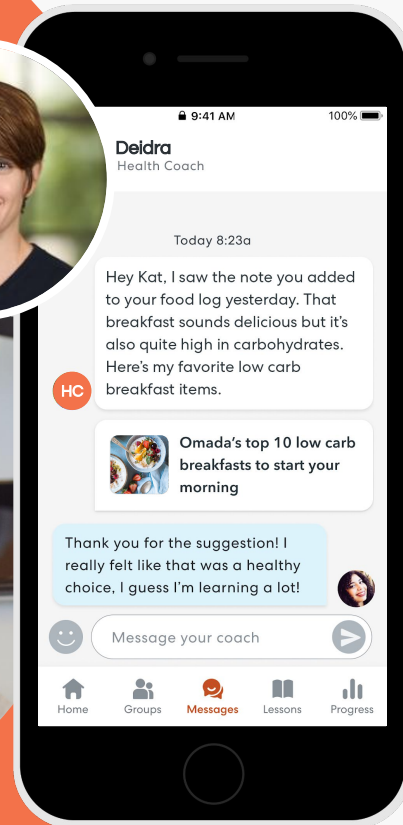 9:41 AM
100%
Deidra
Health Coach
Today 8:23a
Hey Kat, I saw the note you added
to your food log yesterday. That
breakfast sounds delicious but it's
also quite high in carbohydrates.
Here's my favorite low carb
breakfast items.
HC
Omada's top 10 low carb
breakfasts to start your
morning
Thank you for the suggestion! I
really felt like that was a healthy
choice, I guess I'm learning a lot!
Message your coach
Home
Groups
Messages
Lessons
Progress